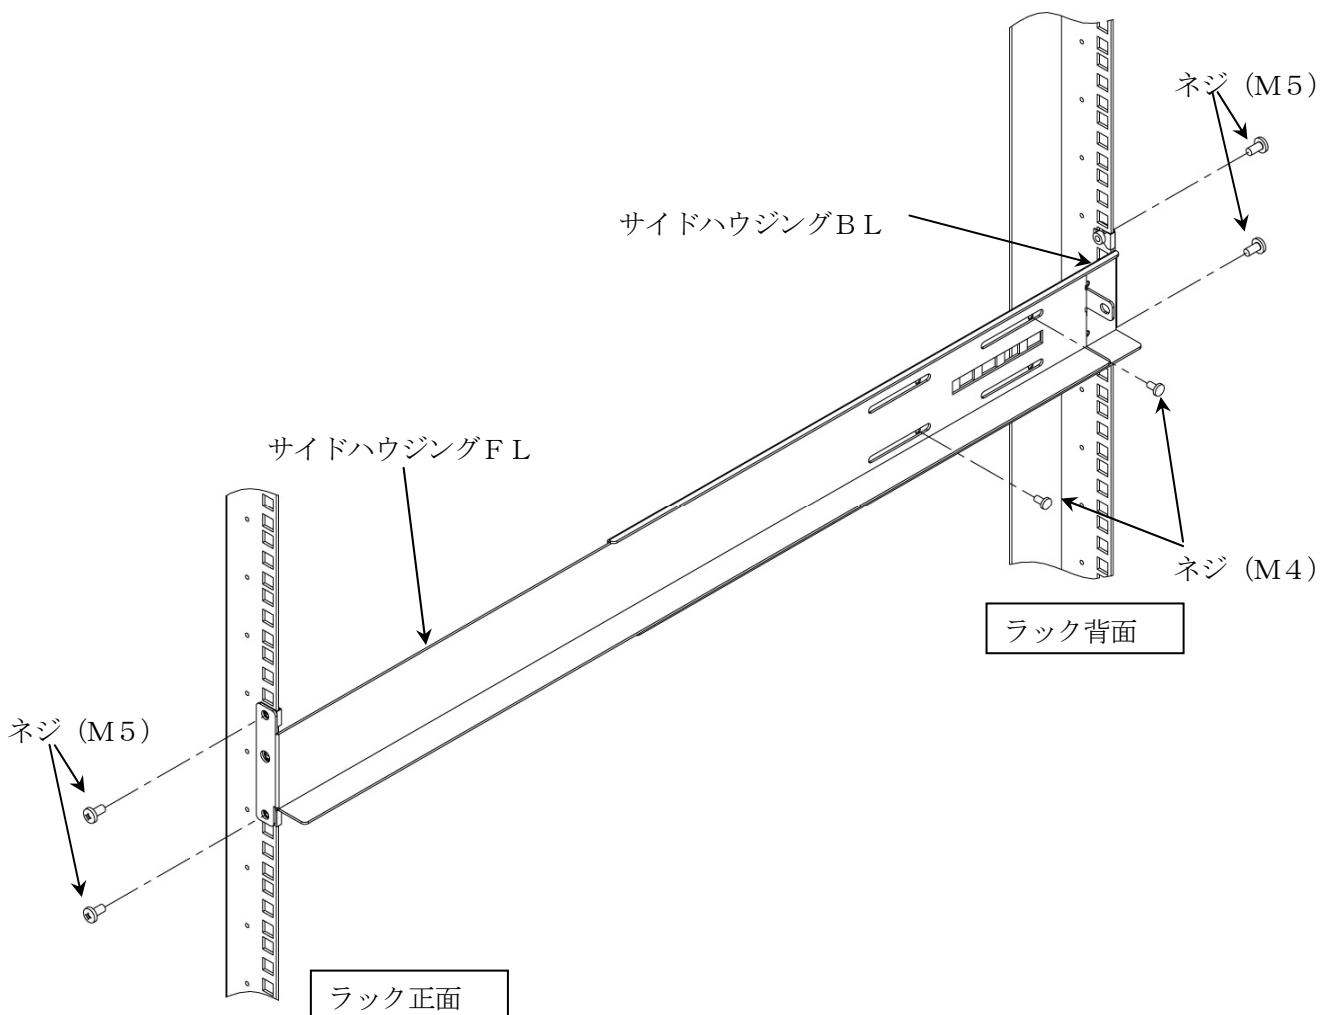 ネジ（Ｍ５）
サイドハウジングＢＬ
サイドハウジングＦＬ
ネジ（Ｍ４）
ラック背面
ネジ（Ｍ５）
ラック正面